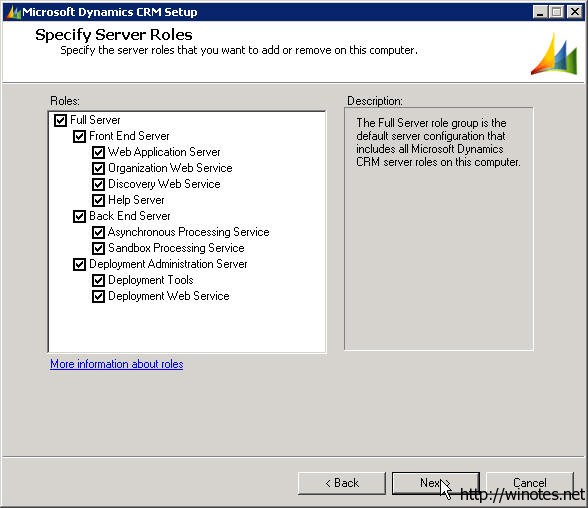 Microsoft Dynamics CRM Setup
Specify Server Roles
Specify the server roles that you want to add or remove on this computer.
Roles:
Full Server
Front End Server
Web Application Server
Organization Web Service
Discovery Web Service
Help Server
Back End Server
Asynchronous Processing Service
Sandbox Processing Service
Deployment Administration Server
Deployment Tools
Deployment Web Service
More information about roles
Description:
The Full Server role group is the
default server configuration that
includes all Microsoft Dynamics
CRM server roles on this computer.
< Back
Next >
Cancel
http://winotes.net